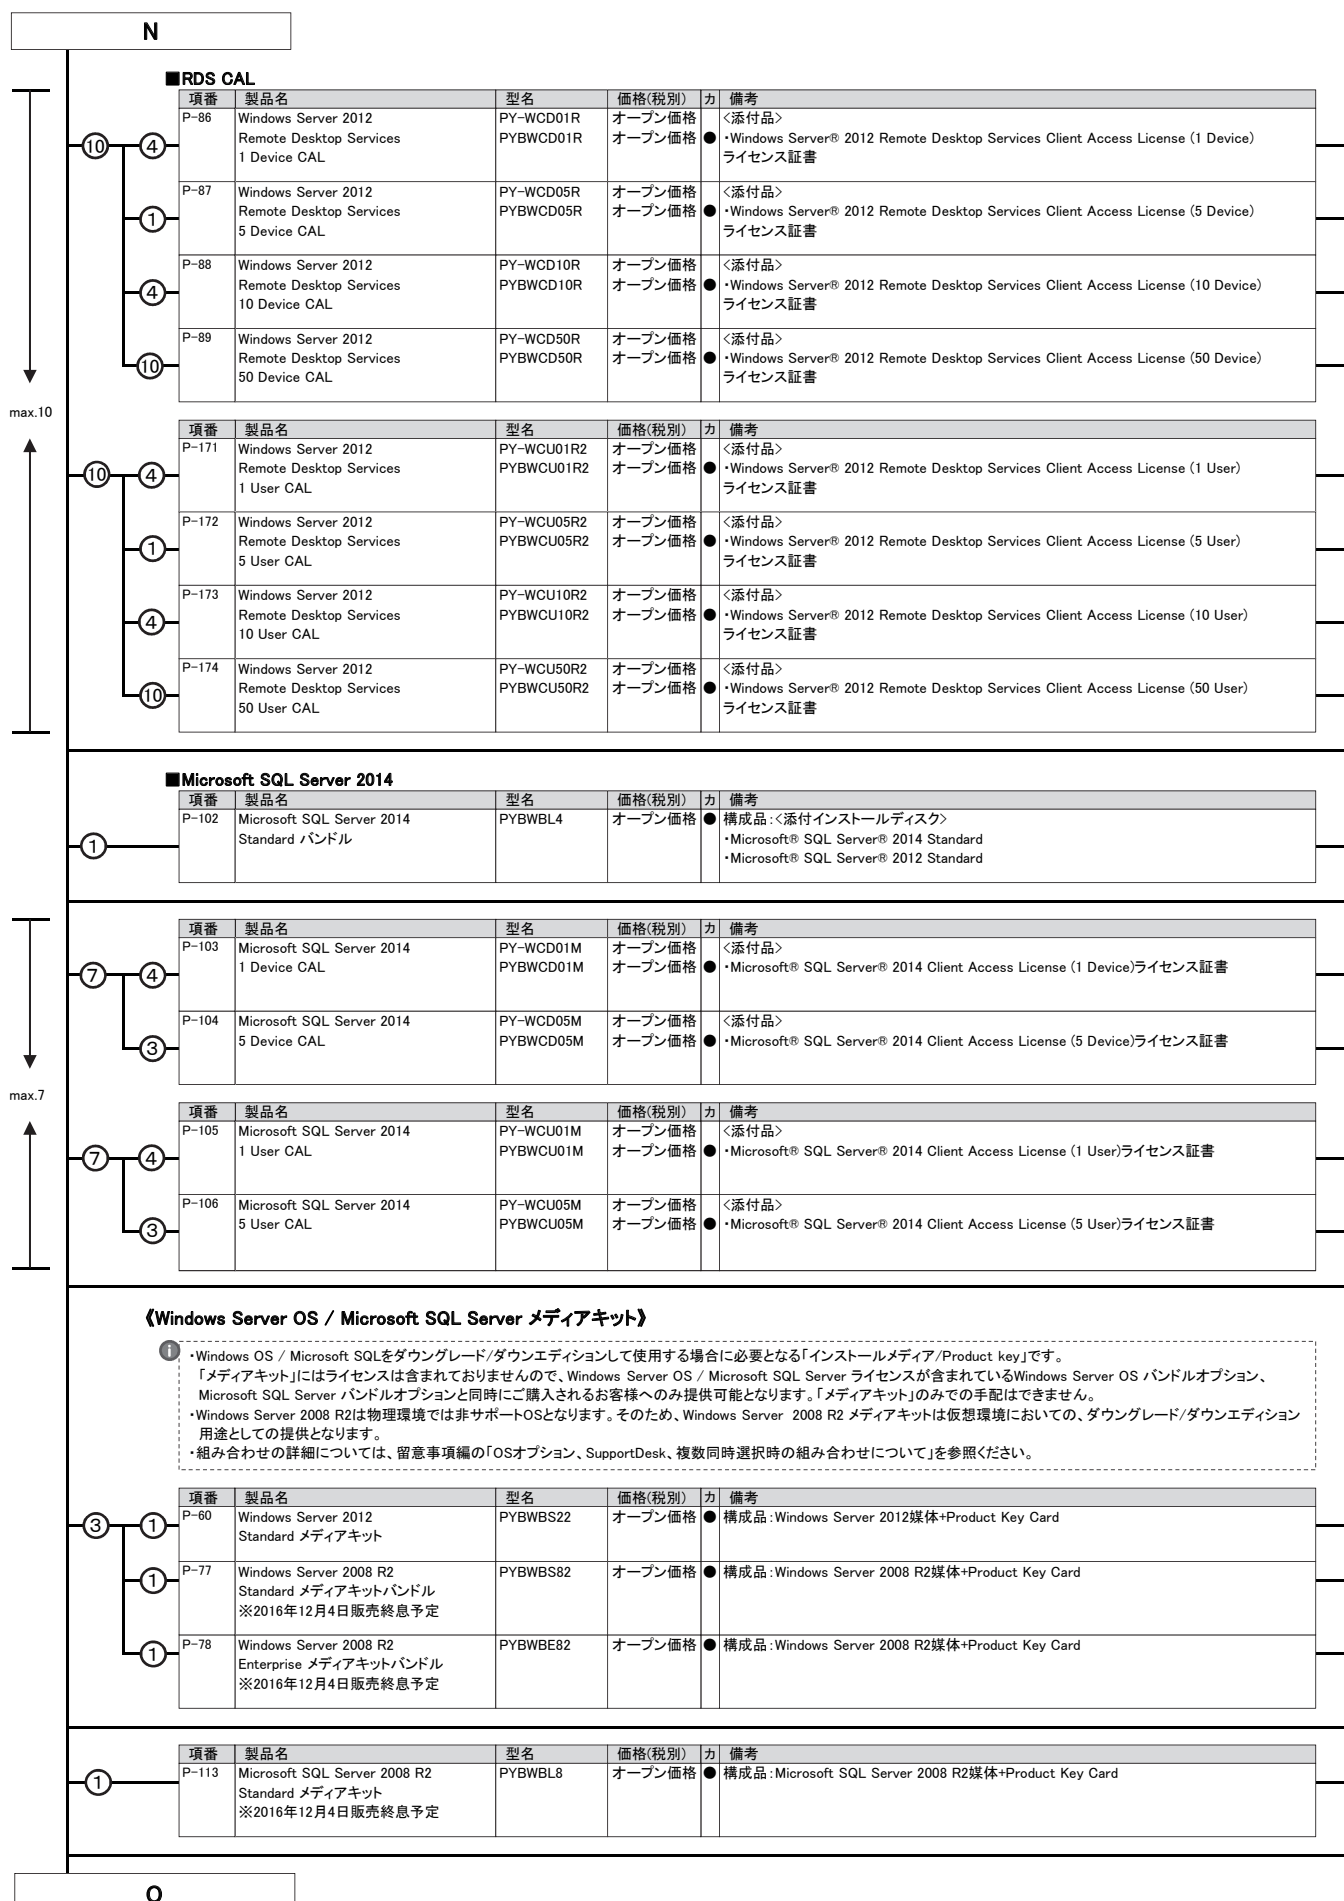 N
■RDS CAL
項番 製品名 型名 価格(税別) カ 備考
P-86 Windows Server 2012 PY-WCD01R オープン価格 <添付品>
⑩ ④ Remote Desktop Services PYBWCD01R オープン価格 ● ・Windows Server® 2012 Remote Desktop Services Client Access License (1 Device)
1 Device CAL ライセンス証書
P-87 Windows Server 2012 PY-WCD05R オープン価格 <添付品>
① Remote Desktop Services PYBWCD05R オープン価格 ● ・Windows Server® 2012 Remote Desktop Services Client Access License (5 Device)
5 Device CAL ライセンス証書
P-88 Windows Server 2012 PY-WCD10R オープン価格 <添付品>
④ Remote Desktop Services PYBWCD10R オープン価格 ● ・Windows Server® 2012 Remote Desktop Services Client Access License (10 Device)
10 Device CAL ライセンス証書
P-89 Windows Server 2012 PY-WCD50R オープン価格 <添付品>
⑩ Remote Desktop Services PYBWCD50R オープン価格 ● ・Windows Server® 2012 Remote Desktop Services Client Access License (50 Device)
50 Device CAL ライセンス証書
max.10
項番 製品名 型名 価格(税別) カ 備考
P-171 Windows Server 2012 PY-WCU01R2 オープン価格 <添付品>
⑩ ④ Remote Desktop Services PYBWCU01R2 オープン価格 ● ・Windows Server® 2012 Remote Desktop Services Client Access License (1 User)
1 User CAL ライセンス証書
P-172 Windows Server 2012 PY-WCU05R2 オープン価格 <添付品>
① Remote Desktop Services PYBWCU05R2 オープン価格 ● ・Windows Server® 2012 Remote Desktop Services Client Access License (5 User)
5 User CAL ライセンス証書
P-173 Windows Server 2012 PY-WCU10R2 オープン価格 <添付品>
④ Remote Desktop Services PYBWCU10R2 オープン価格 ● ・Windows Server® 2012 Remote Desktop Services Client Access License (10 User)
10 User CAL ライセンス証書
P-174 Windows Server 2012 PY-WCU50R2 オープン価格 <添付品>
⑩ Remote Desktop Services PYBWCU50R2 オープン価格 ● ・Windows Server® 2012 Remote Desktop Services Client Access License (50 User)
50 User CAL ライセンス証書
■Microsoft SQL Server 2014
項番 製品名 型名 価格(税別) カ 備考
P-102 Microsoft SQL Server 2014 PYBWBL4 オープン価格 ● 構成品:<添付インストールディスク>
① Standard バンドル ・Microsoft® SQL Server® 2014 Standard
・Microsoft® SQL Server® 2012 Standard
項番 製品名 型名 価格(税別) カ 備考
P-103 Microsoft SQL Server 2014 PY-WCD01M オープン価格 <添付品>
⑦ ④ 1 Device CAL PYBWCD01M オープン価格 ● ・Microsoft® SQL Server® 2014 Client Access License (1 Device)ライセンス証書
P-104 Microsoft SQL Server 2014 PY-WCD05M オープン価格 <添付品>
③ 5 Device CAL PYBWCD05M オープン価格 ● ・Microsoft® SQL Server® 2014 Client Access License (5 Device)ライセンス証書
max.7
項番 製品名 型名 価格(税別) カ 備考
P-105 Microsoft SQL Server 2014 PY-WCU01M オープン価格 <添付品>
⑦ ④ 1 User CAL PYBWCU01M オープン価格 ● ・Microsoft® SQL Server® 2014 Client Access License (1 User)ライセンス証書
P-106 Microsoft SQL Server 2014 PY-WCU05M オープン価格 <添付品>
③ 5 User CAL PYBWCU05M オープン価格 ● ・Microsoft® SQL Server® 2014 Client Access License (5 User)ライセンス証書
《Windows Server OS / Microsoft SQL Server メディアキット》
i ・Windows OS / Microsoft SQLをダウングレード/ダウンエディションして使用する場合に必要となる「インストールメディア/Product key」です。
「メディアキット」にはライセンスは含まれておりませんので、Windows Server OS / Microsoft SQL Server ライセンスが含まれているWindows Server OS バンドルオプション、
Microsoft SQL Server バンドルオプションと同時にご購入されるお客様へのみ提供可能となります。「メディアキット」のみでの手配はできません。
・Windows Server 2008 R2は物理環境では非サポートOSとなります。そのため、Windows Server 2008 R2 メディアキットは仮想環境においての、ダウングレード/ダウンエディション
用途としての提供となります。
・組み合わせの詳細については、留意事項編の「OSオプション、SupportDesk、複数同時選択時の組み合わせについて」を参照ください。
項番 製品名 型名 価格(税別) カ 備考
③ ① P-60 Windows Server 2012 PYBWBS22 オープン価格 ● 構成品:Windows Server 2012媒体+Product Key Card
Standard メディアキット
① P-77 Windows Server 2008 R2 PYBWBS82 オープン価格 ● 構成品:Windows Server 2008 R2媒体+Product Key Card
Standard メディアキットバンドル
※2016年12月4日販売終息予定
① P-78 Windows Server 2008 R2 PYBWBE82 オープン価格 ● 構成品:Windows Server 2008 R2媒体+Product Key Card
Enterprise メディアキットバンドル
※2016年12月4日販売終息予定
項番 製品名 型名 価格(税別) カ 備考
① P-113 Microsoft SQL Server 2008 R2 PYBWBL8 オープン価格 ● 構成品:Microsoft SQL Server 2008 R2媒体+Product Key Card
Standard メディアキット
※2016年12月4日販売終息予定
O